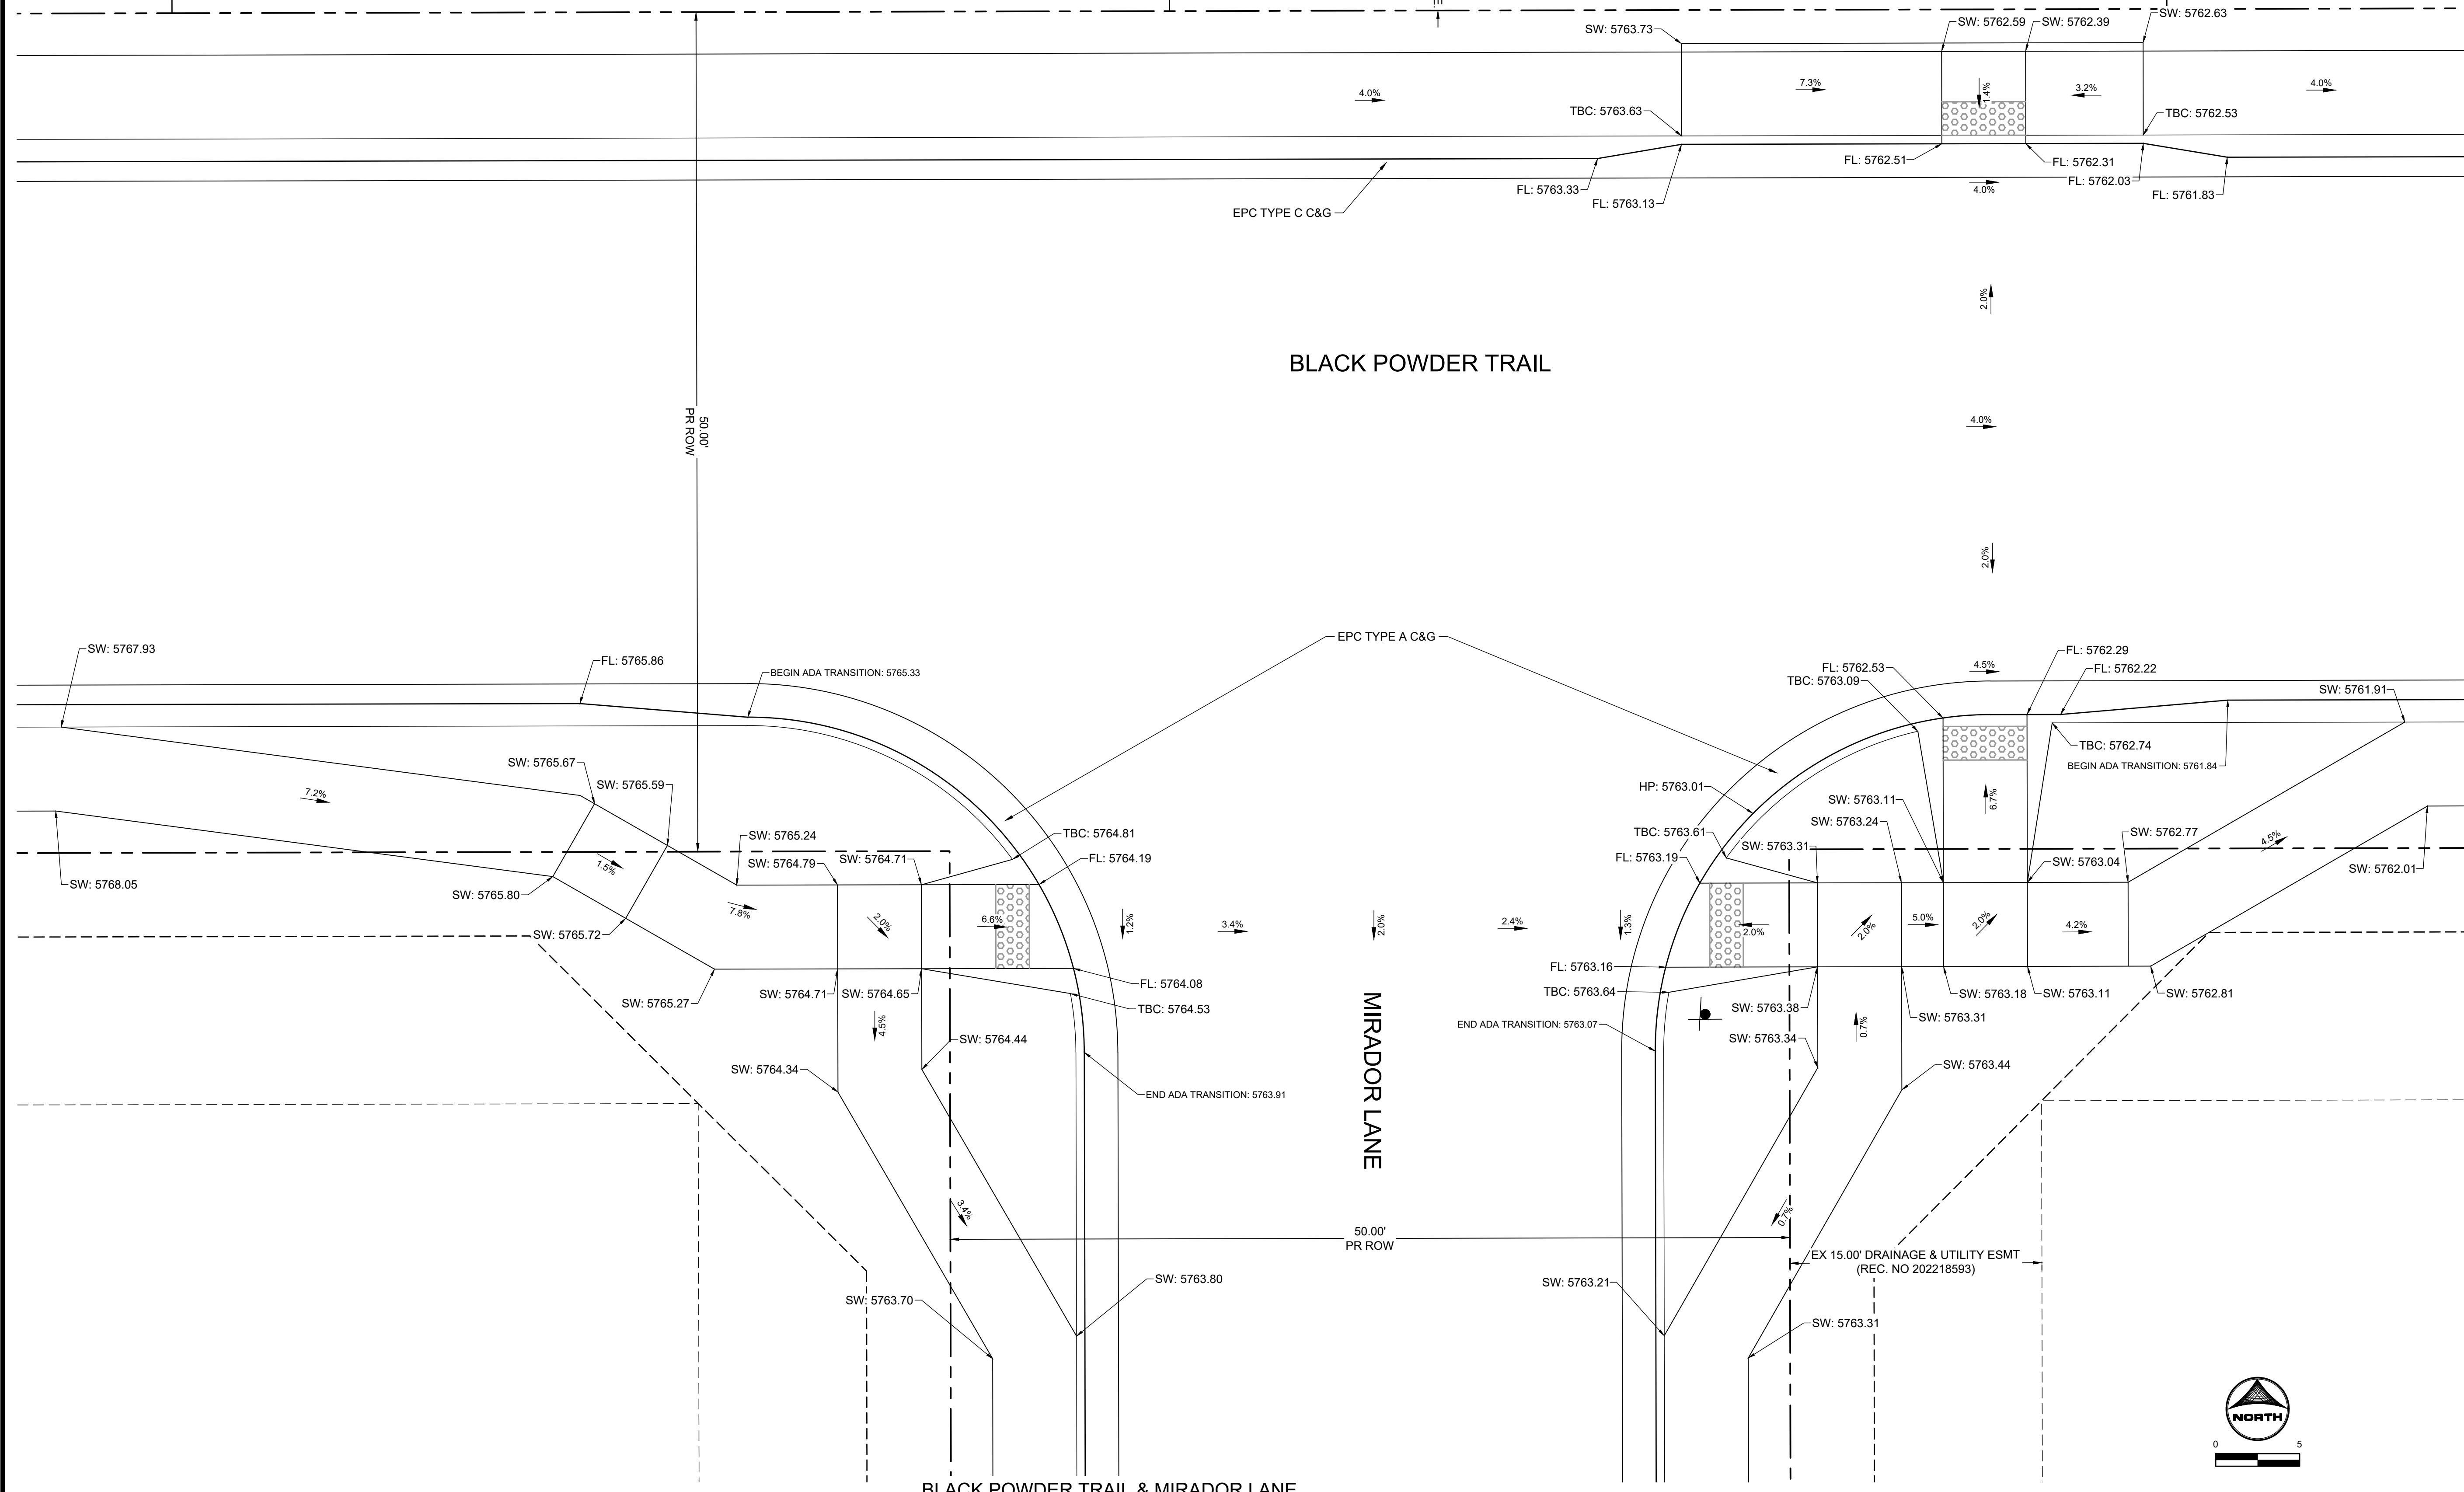 SW: 5763.73
SW: 5762.59
SW: 5762.39
SW: 5762.63
4.0%
7.3%
1.4%
3.2%
4.0%
TBC: 5763.63
TBC: 5762.53
FL: 5762.51
FL: 5762.31
FL: 5763.33
FL: 5763.13
4.0%
FL: 5762.03
FL: 5761.83
EPC TYPE C C&G
2.0%
BLACK POWDER TRAIL
50.00'
PR ROW
4.0%
2.0%
SW: 5767.93
FL: 5765.86
BEGIN ADA TRANSITION: 5765.33
EPC TYPE A C&G
FL: 5762.53
TBC: 5763.09
4.5%
FL: 5762.29
FL: 5762.22
SW: 5761.91
SW: 5765.67
SW: 5765.59
7.2%
TBC: 5762.74
BEGIN ADA TRANSITION: 5761.84
HP: 5763.01
SW: 5763.11
6.7%
SW: 5763.24
SW: 5765.24
TBC: 5764.81
TBC: 5763.61
SW: 5763.31
SW: 5762.77
4.5%
SW: 5764.79
SW: 5764.71
FL: 5764.19
FL: 5763.19
SW: 5763.04
SW: 5762.01
1.5%
SW: 5768.05
SW: 5765.80
7.8%
2.0%
6.6%
1.2%
3.4%
2.0%
2.4%
1.3%
2.0%
2.0%
5.0%
2.0%
4.2%
SW: 5765.72
FL: 5763.16
FL: 5764.08
TBC: 5763.64
SW: 5765.27
SW: 5764.71
SW: 5764.65
TBC: 5764.53
SW: 5763.38
SW: 5763.18
SW: 5763.11
SW: 5762.81
SW: 5763.31
4.5%
0.7%
END ADA TRANSITION: 5763.07
SW: 5764.44
SW: 5763.34
SW: 5764.34
SW: 5763.44
END ADA TRANSITION: 5763.91
MIRADOR LANE
3.4%
0.7%
50.00'
PR ROW
EX 15.00' DRAINAGE & UTILITY ESMT
(REC. NO 202218593)
SW: 5763.80
SW: 5763.21
SW: 5763.70
SW: 5763.31
NORTH
0 5
BLACK POWDER TRAIL & MIRADOR LANE